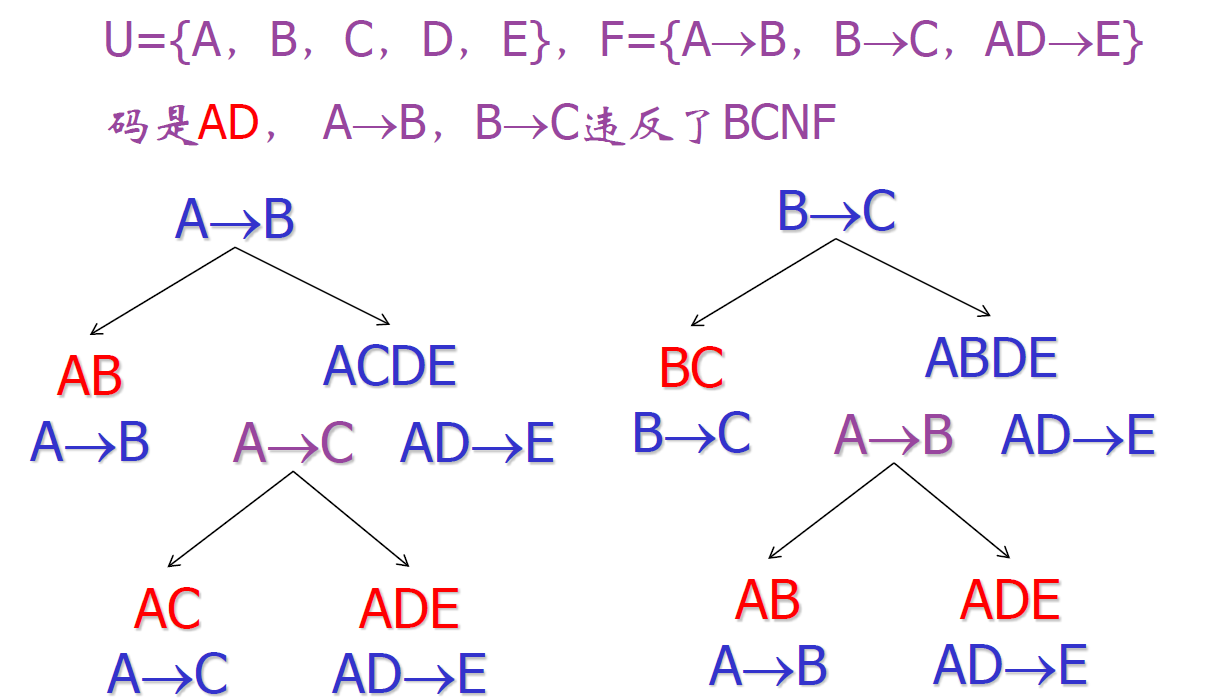 U={A，B，C，D，E}，F={A→B，B→C，AD→E}
码是AD， A→B，B→C违反了BCNF
A→B B→C
AB ACDE BC ABDE
A→B A→C AD→E B→C A→B AD→E
AC ADE AB ADE
A→C AD→E A→B AD→E